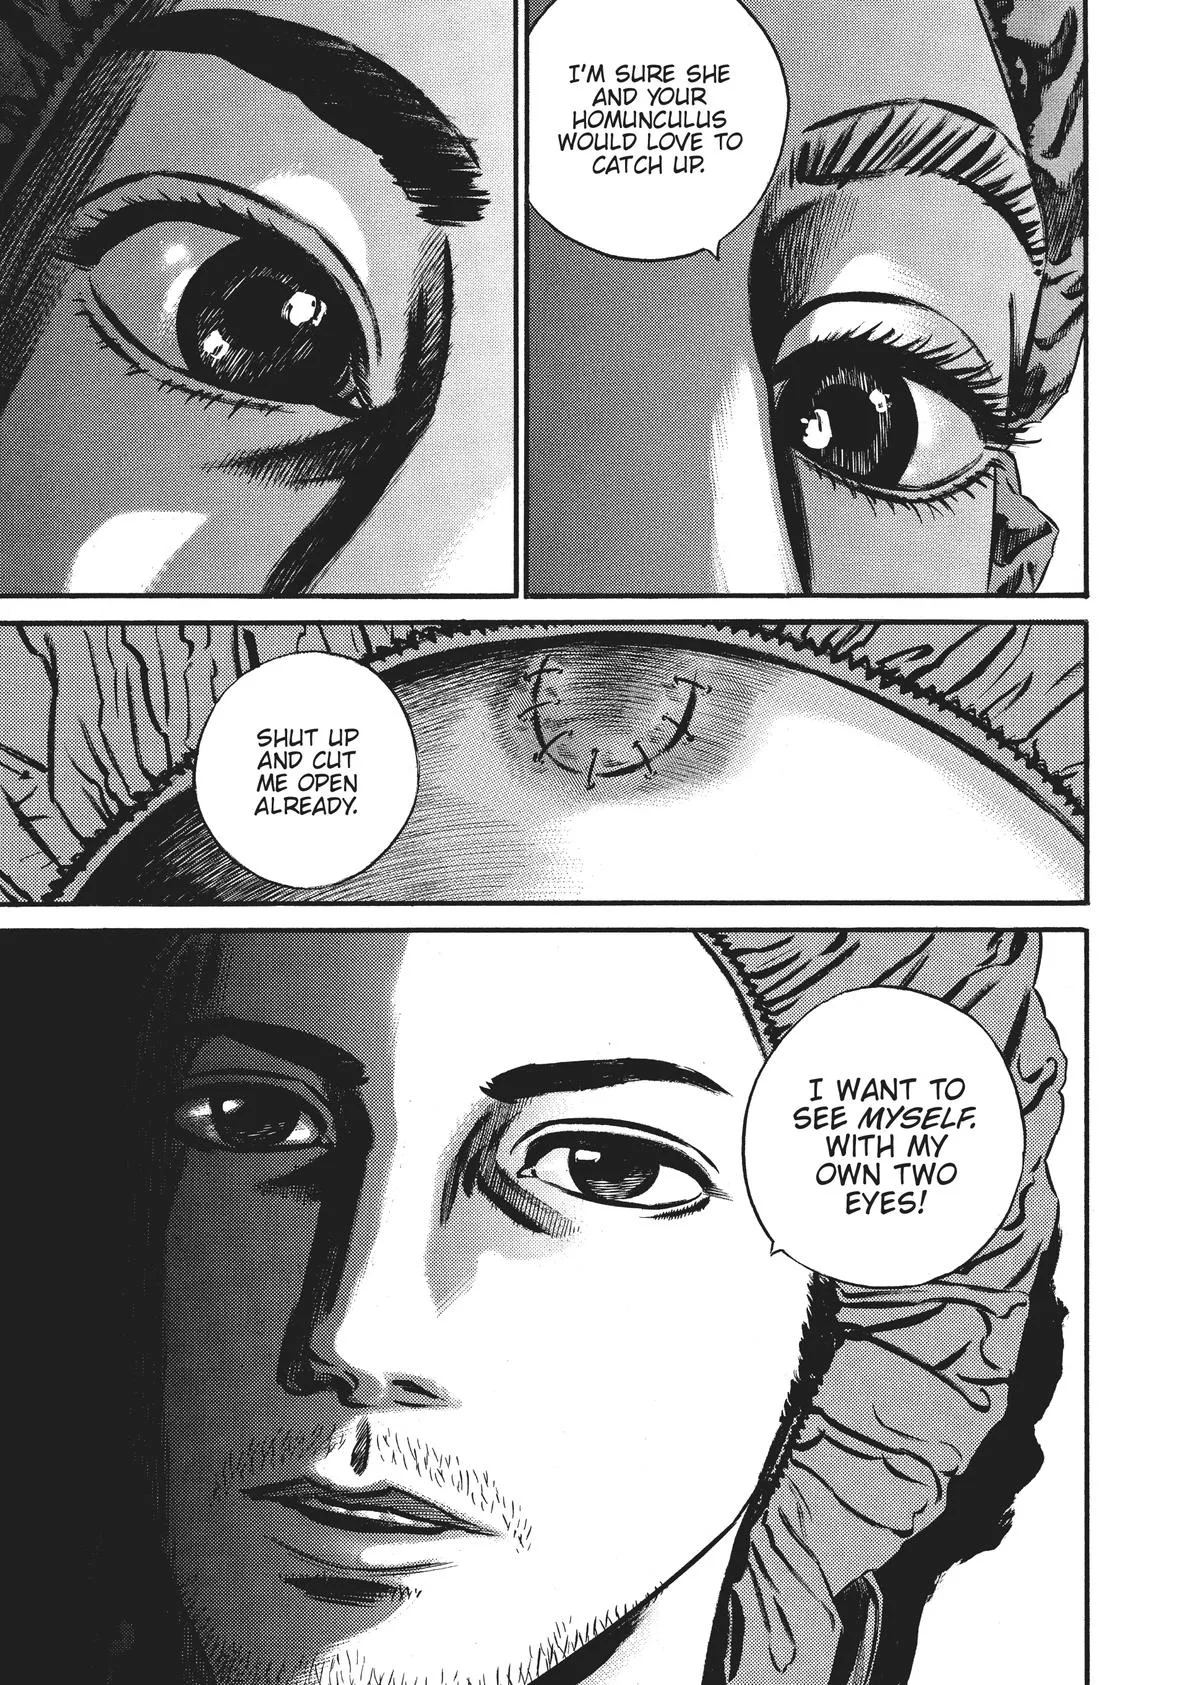 I'M SURE SHE
AND YOUR
HOMUNCULUS
WOULD LOVE TO
CATCH UP.
SHUT UP
AND CUT
ME OPEN
ALREADY.
I WANT TO
SEE MYSELF.
WITH MY
OWN TWO
EYES!